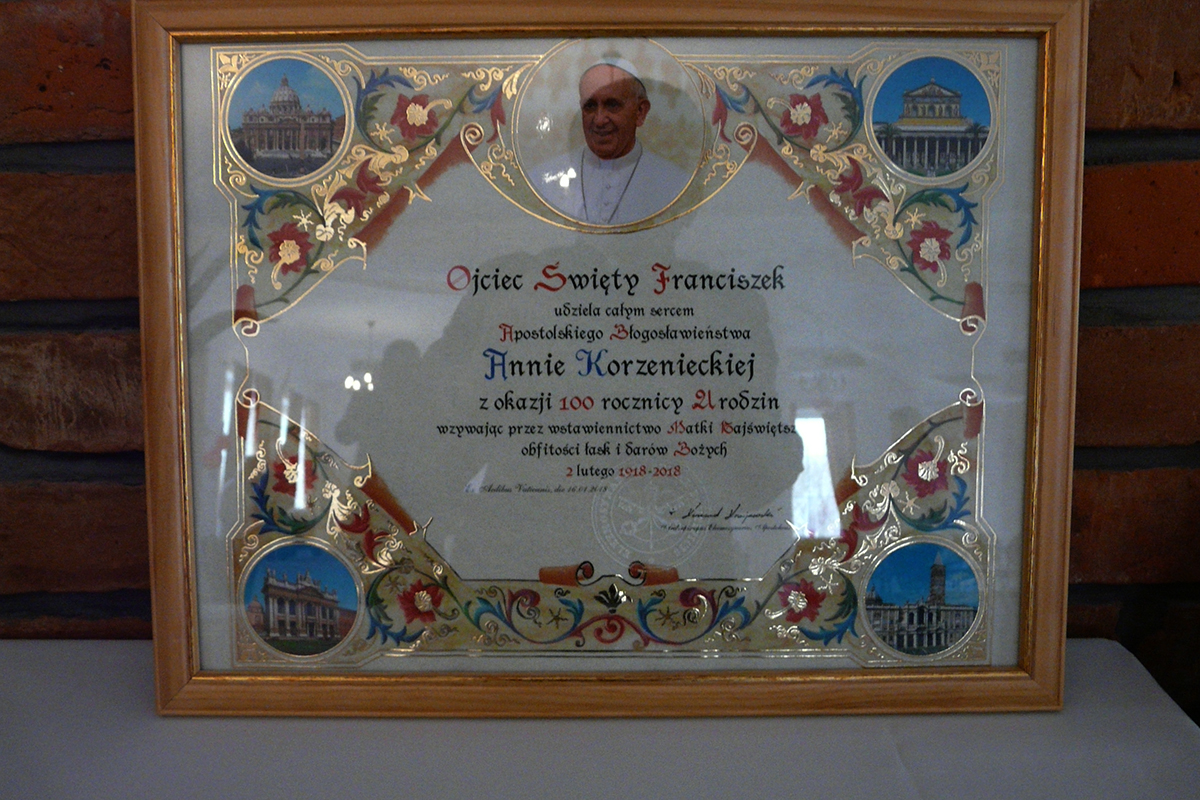 Ojciec Święty Franciszek
udziela całym sercem
Apostolskiego Błogosławieństwa
Annie Korzenieckiej
z okazji 100 rocznicy Urodzin
wzywając przez wstawiennictwo Matki Najświętsz
obfitości łask i darów Bożych
2 lutego 1918-2018